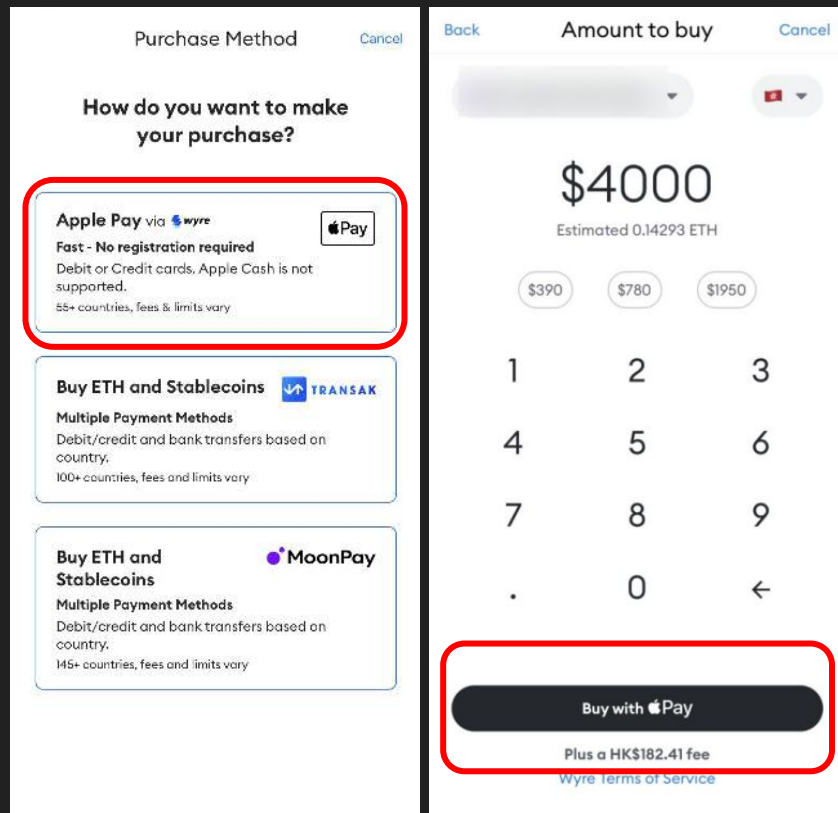 Purchase Method Cancel
How do you want to make
your purchase?
Apple Pay via wyre
Pay
Fast - No registration required
Debit or Credit cards. Apple Cash is not
supported.
55+ countries, fees & limits vary
Buy ETH and Stablecoins TRANSAK
Multiple Payment Methods
Debit/credit and bank transfers based on
country.
100+ countries, fees and limits vary
Buy ETH and MoonPay
Stablecoins
Multiple Payment Methods
Debit/credit and bank transfers based on
country.
145+ countries, fees and limits vary
Back Amount to buy Cancel
$4000
Estimated 0.14293 ETH
$390 $780 $1950
1 2 3
4 5 6
7 8 9
. 0 ←
Buy with Pay
Plus a HK$182.41 fee
Wyre Terms of Service